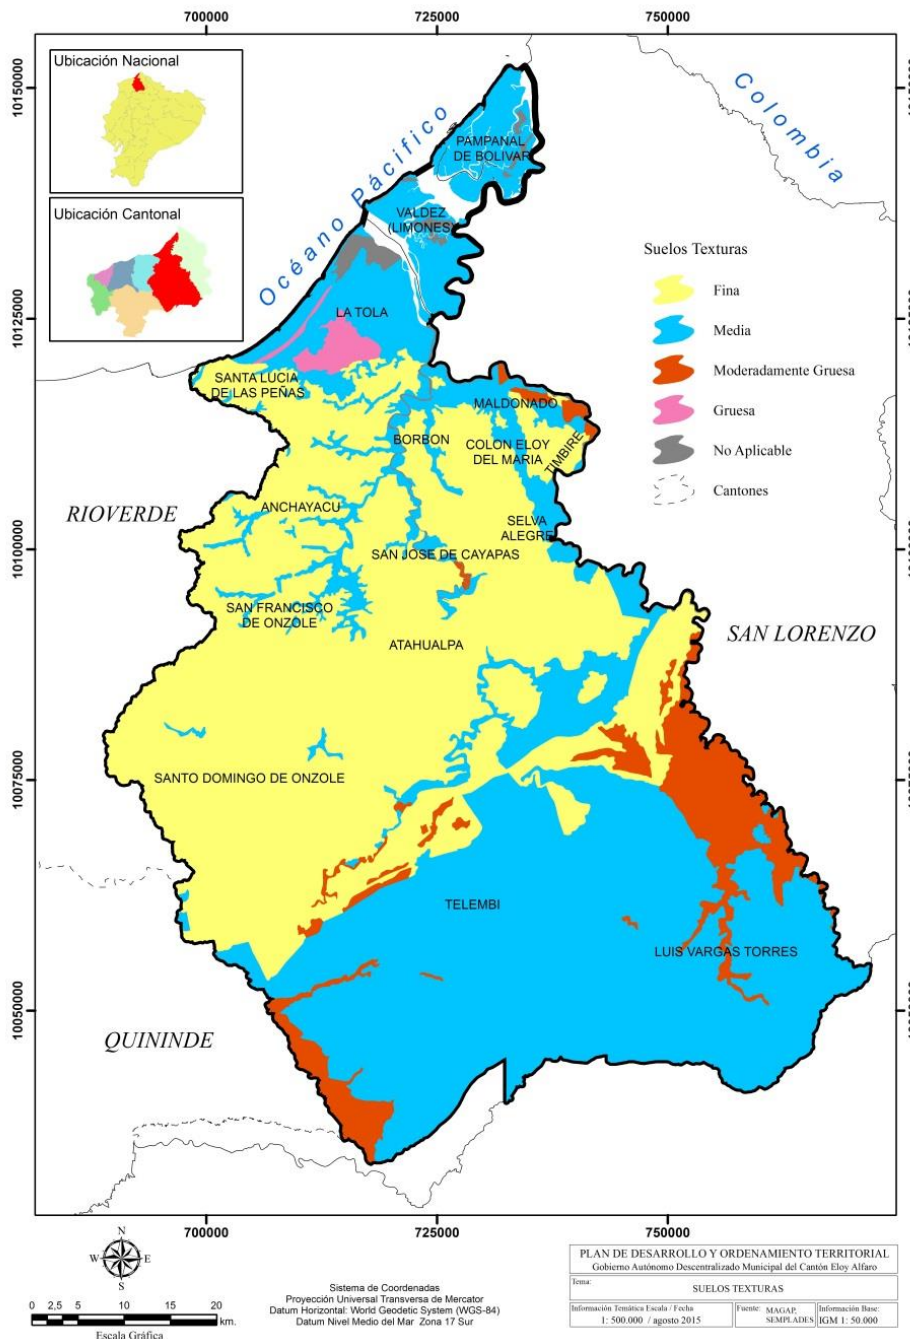 700000
725000
750000
Ubicación Nacional
Ubicación Cantonal
Océano Pácifico
Colombia
PAMPANAL
DE BOLIVAR
VALDEZ
(LIMONES)
LA TOLA
SANTA LUCIA
DE LAS PEÑAS
MALDONADO
BORBON
COLON ELOY
DEL MARIA
TIMBIRE
ANCHAYACU
SELVA
ALEGRE
SAN JOSE DE CAYAPAS
SAN FRANCISCO
DE ONZOLE
ATAHUALPA
SANTO DOMINGO DE ONZOLE
TELEMBI
LUIS VARGAS TORRES
RIOVERDE
SAN LORENZO
QUININDE
Suelos Texturas
Fina
Media
Moderadamente Gruesa
Gruesa
No Aplicable
Cantones
10150000
10125000
10100000
10075000
10050000
700000
725000
750000
N
W
E
S
0 2,5 5 10 15 20
km.
Escala Gráfica
Sistema de Coordenadas
Proyección Universal Transversa de Mercator
Datum Horizontal: World Geodetic System (WGS-84)
Datum Nivel Medio del Mar Zona 17 Sur
PLAN DE DESARROLLO Y ORDENAMIENTO TERRITORIAL
Gobierno Autónomo Descentralizado Municipal del Cantón Eloy Alfaro
Tema:
SUELOS TEXTURAS
Información Temática Escala / Fecha
1: 500.000 / agosto 2015
Fuente: MAGAP,
SEMPLADES
Información Base:
IGM 1: 50.000